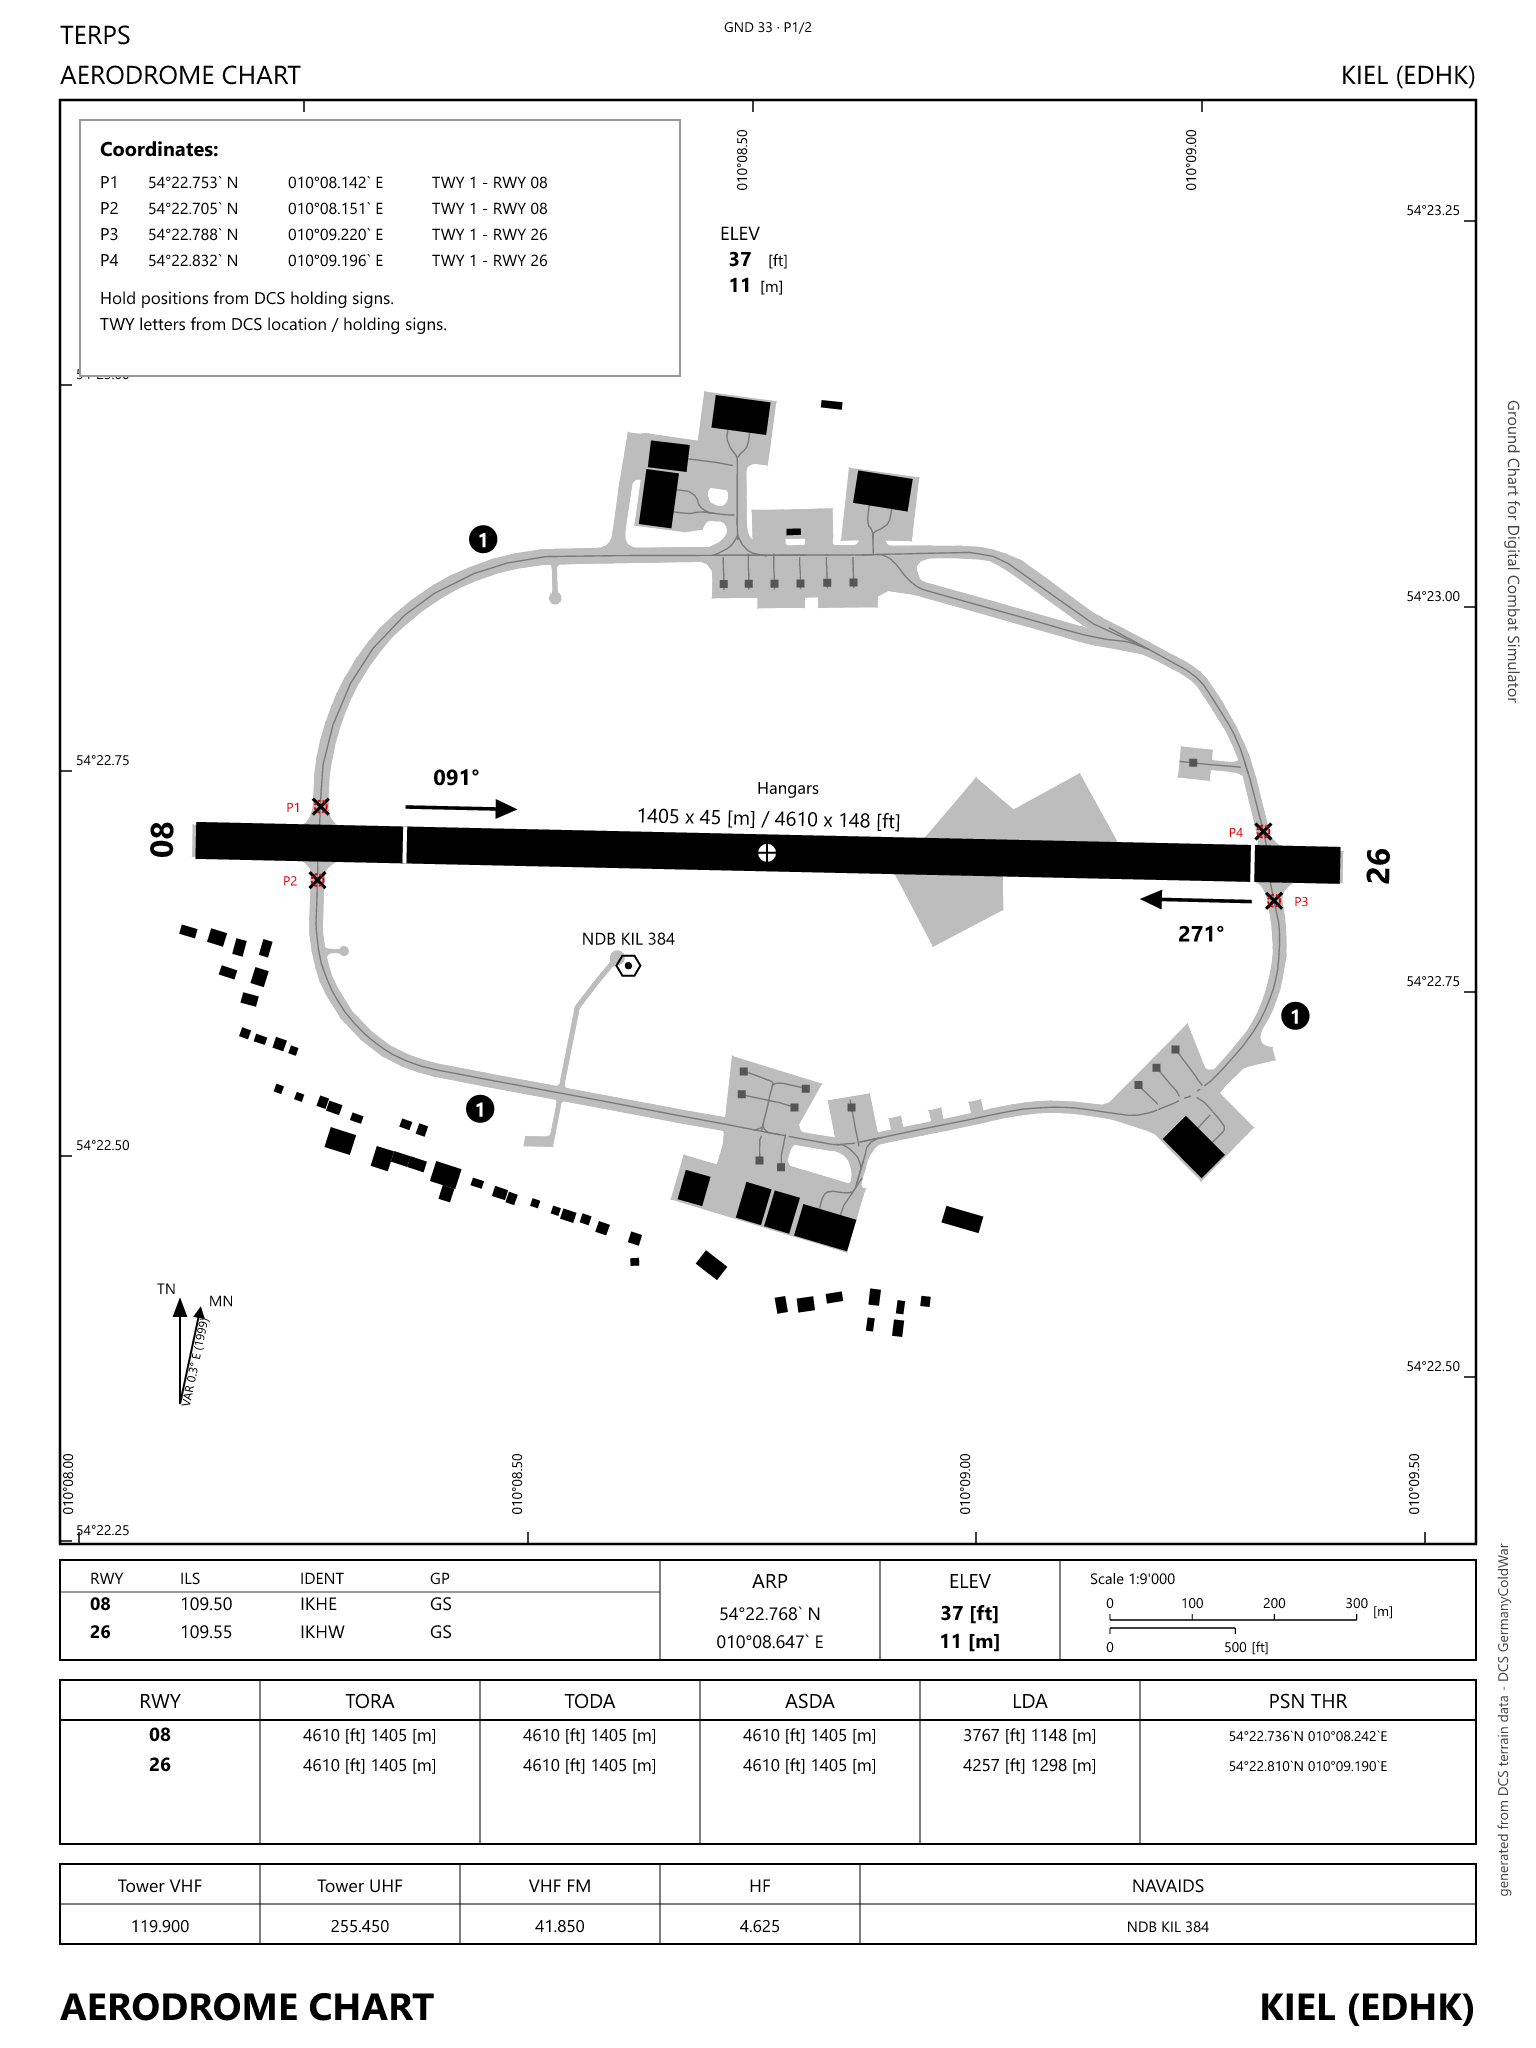 GND 33 · P1/2
TERPS
AERODROME CHART
KIEL (EDHK)
Coordinates:
P1 54°22.753` N 010°08.142` E TWY 1 - RWY 08
P2 54°22.705` N 010°08.151` E TWY 1 - RWY 08
P3 54°22.788` N 010°09.220` E TWY 1 - RWY 26
P4 54°22.832` N 010°09.196` E TWY 1 - RWY 26
Hold positions from DCS holding signs.
TWY letters from DCS location / holding signs.
010°08.50
010°09.00
54°23.25
ELEV
37 [ft]
11 [m]
1
54°23.00
54°22.75
091°
Hangars
1405 x 45 [m] / 4610 x 148 [ft]
P1
P4
08
26
P2
P3
271°
NDB KIL 384
54°22.75
1
1
54°22.50
TN
MN
VAR 0.3° E (1999)
54°22.50
010°08.00
010°08.50
010°09.00
010°09.50
54°22.25
Ground Chart for Digital Combat Simulator
generated from DCS terrain data - DCS GermanyColdWar
RWY ILS IDENT GP
08 109.50 IKHE GS
26 109.55 IKHW GS
ARP
54°22.768` N
010°08.647` E
ELEV
37 [ft]
11 [m]
Scale 1:9'000
0 100 200 300 [m]
0 500 [ft]
RWY TORA TODA ASDA LDA PSN THR
08 4610 [ft] 1405 [m] 4610 [ft] 1405 [m] 4610 [ft] 1405 [m] 3767 [ft] 1148 [m] 54°22.736`N 010°08.242`E
26 4610 [ft] 1405 [m] 4610 [ft] 1405 [m] 4610 [ft] 1405 [m] 4257 [ft] 1298 [m] 54°22.810`N 010°09.190`E
Tower VHF Tower UHF VHF FM HF NAVAIDS
119.900 255.450 41.850 4.625 NDB KIL 384
AERODROME CHART
KIEL (EDHK)